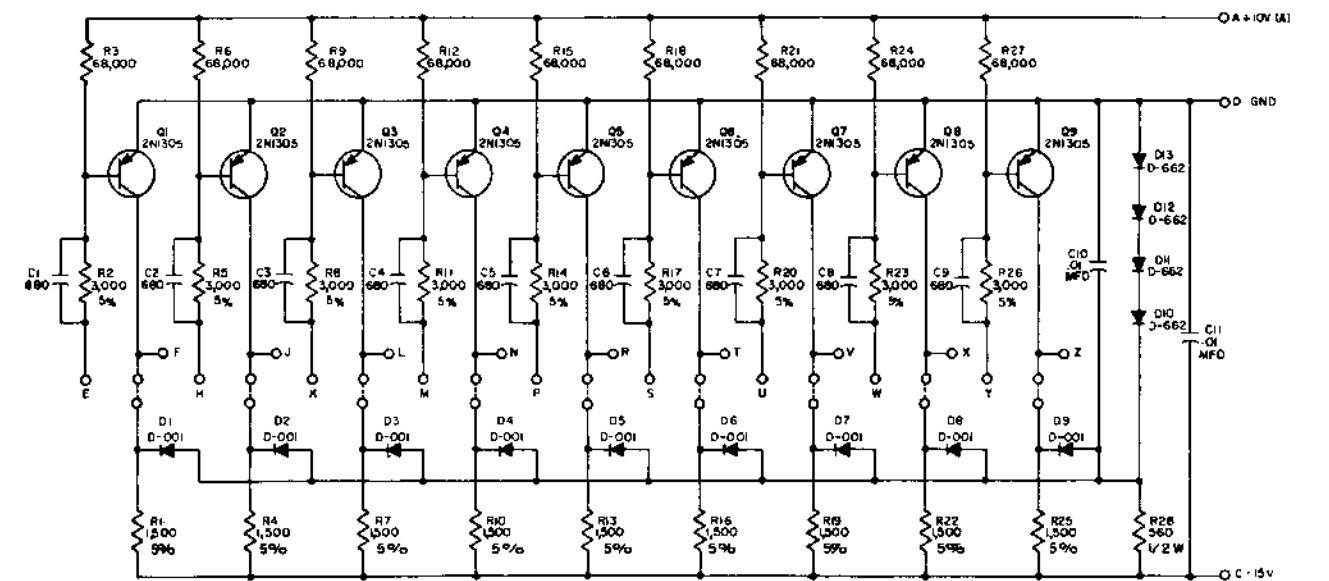 A +10V (A)
R3 68,000
R6 68,000
R9 68,000
R12 68,000
R15 68,000
R18 68,000
R21 68,000
R24 68,000
R27 68,000
D GND
Q1 2N1305
Q2 2N1305
Q3 2N1305
Q4 2N1305
Q5 2N1305
Q6 2N1305
Q7 2N1305
Q8 2N1305
Q9 2N1305
D13 D-662
D12 D-662
D11 D-662
D10 D-662
C1 680
R2 3,000 5%
C2 680
R5 3,000 5%
C3 680
R8 3,000 5%
C4 680
R11 3,000 5%
C5 680
R14 3,000 5%
C6 680
R17 3,000 5%
C7 680
R20 3,000 5%
C8 680
R23 3,000 5%
C9 680
R26 3,000 5%
C10 .01 MFD
C11 .01 MFD
F J L N R T V X Z
E H K M P S U W Y
D1 D-001
D2 D-001
D3 D-001
D4 D-001
D5 D-001
D6 D-001
D7 D-001
D8 D-001
D9 D-001
R1 1,500 5%
R4 1,500 5%
R7 1,500 5%
R10 1,500 5%
R13 1,500 5%
R16 1,500 5%
R19 1,500 5%
R22 1,500 5%
R25 1,500 5%
R28 560 1/2 W
C -15V